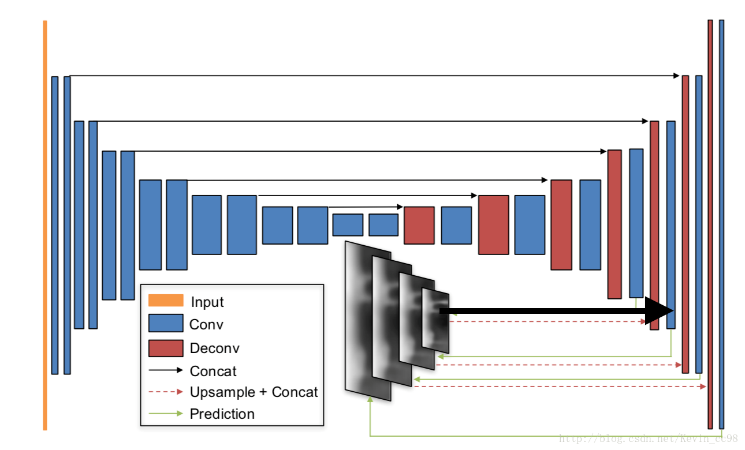 Input
Conv
Deconv
Concat
Upsample + Concat
Prediction